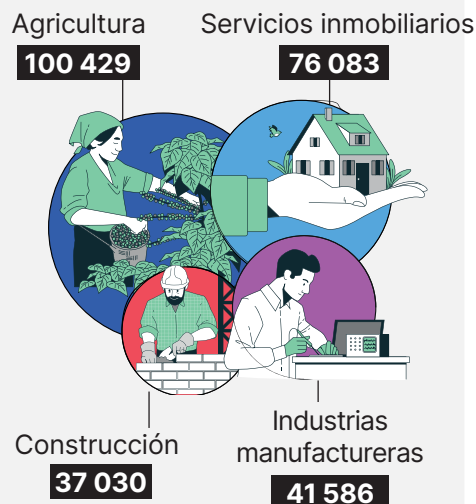 Agricultura
100 429
Servicios inmobiliarios
76 083
Construcción
37 030
Industrias
manufactureras
41 586